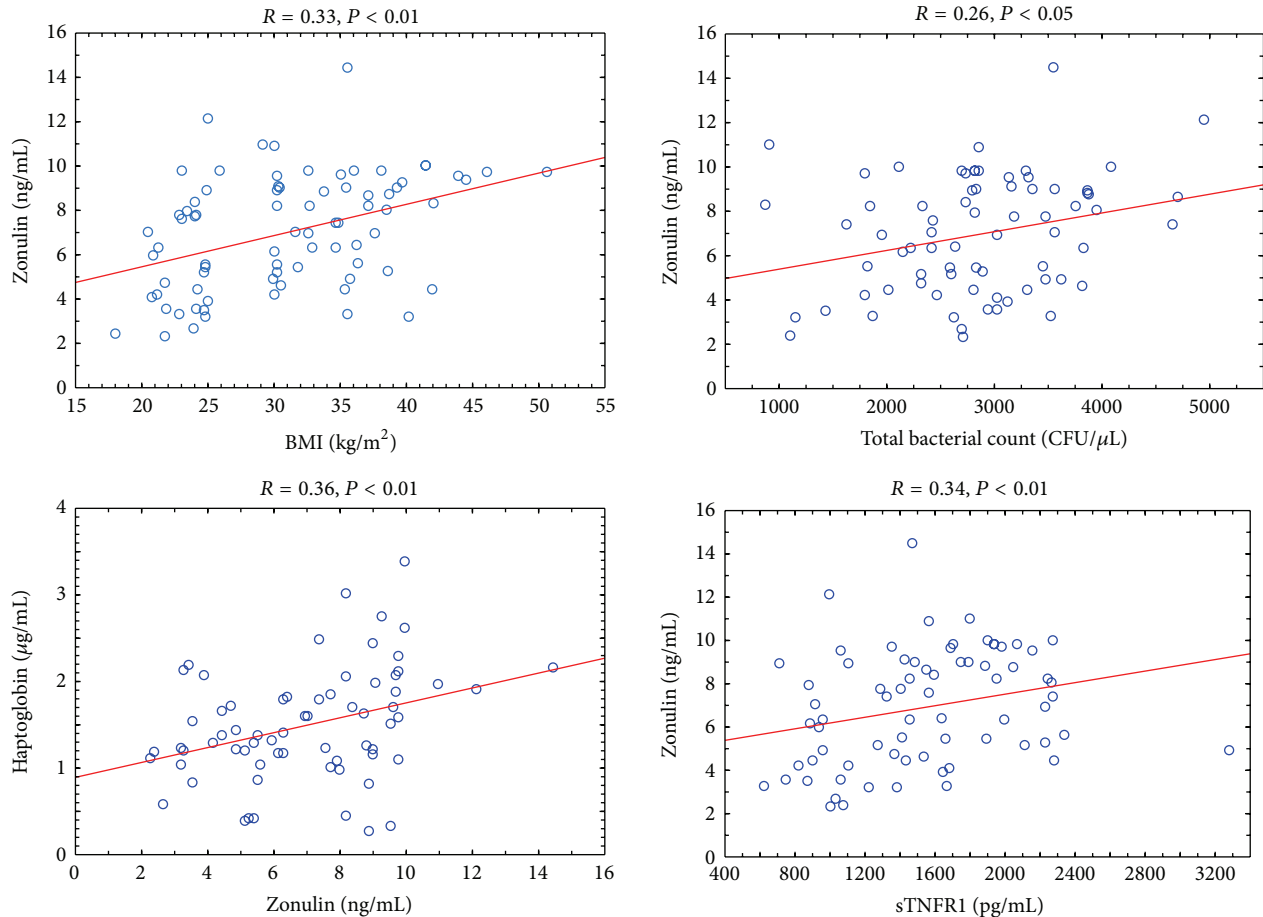 R = 0.33, P < 0.01
16
14
12
10
8
6
4
2
0
Zonulin (ng/mL)
15 20 25 30 35 40 45 50 55
BMI (kg/m²)
R = 0.26, P < 0.05
16
14
12
10
8
6
4
2
0
Zonulin (ng/mL)
1000 2000 3000 4000 5000
Total bacterial count (CFU/μL)
R = 0.36, P < 0.01
4
3
2
1
0
Haptoglobin (μg/mL)
0 2 4 6 8 10 12 14 16
Zonulin (ng/mL)
R = 0.34, P < 0.01
16
14
12
10
8
6
4
2
0
Zonulin (ng/mL)
400 800 1200 1600 2000 2400 2800 3200
sTNFR1 (pg/mL)